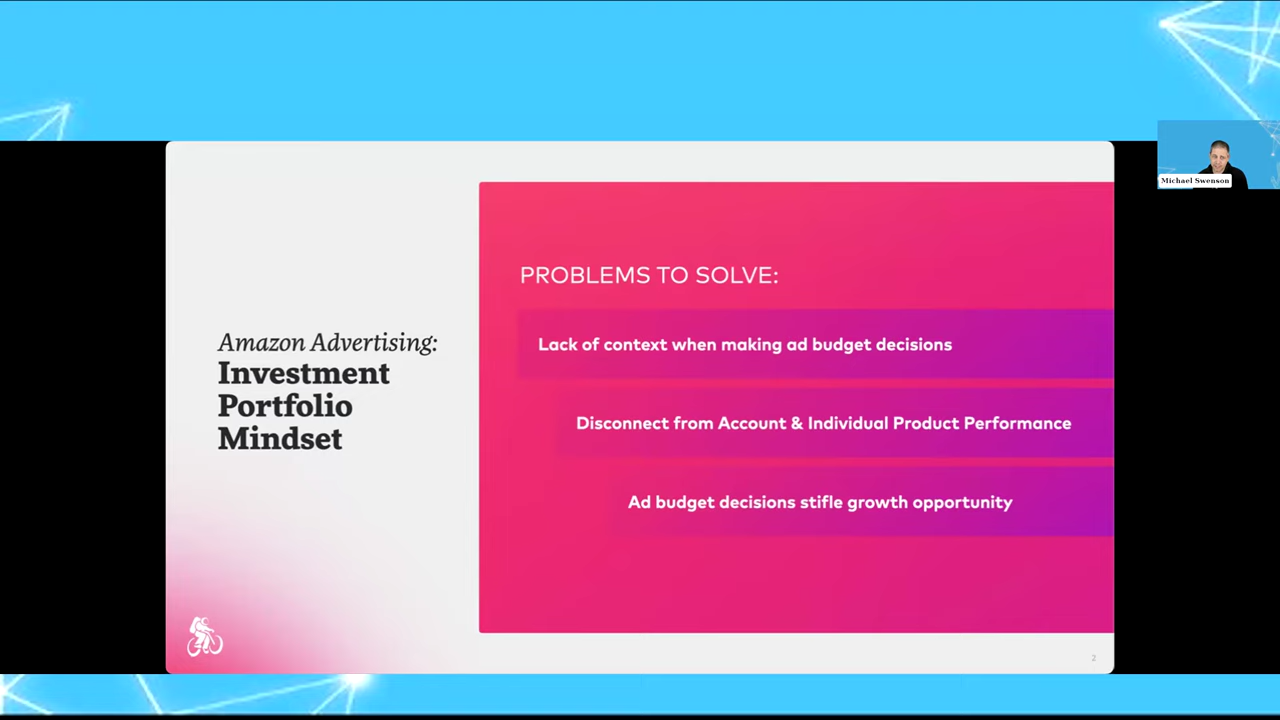 Amazon Advertising:
Investment
Portfolio
Mindset
PROBLEMS TO SOLVE:
Lack of context when making ad budget decisions
Disconnect from Account & Individual Product Performance
Ad budget decisions stifle growth opportunity
2
Michael Swenson